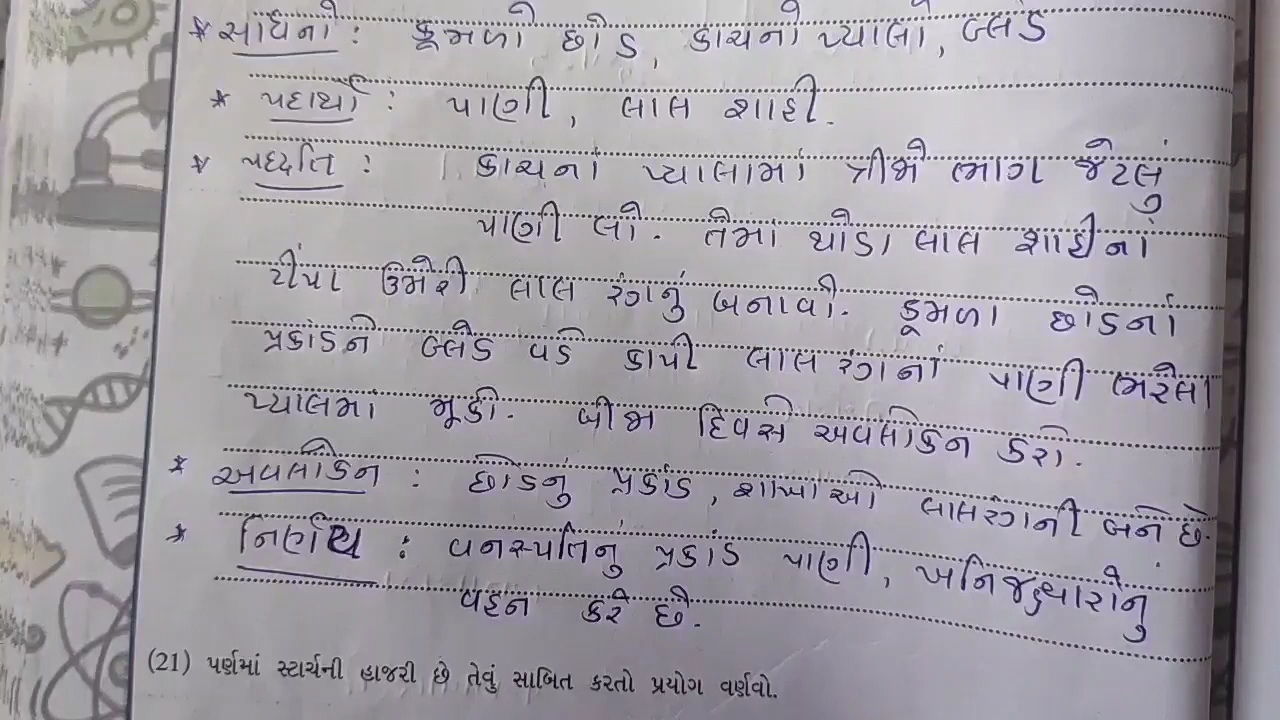 * સાધનો : કૂમળો છોડ, કાચનો પ્યાલો, બ્લેડ
* પદાર્થો : પાણી, લાલ શાહી.
* પદ્ધતિ : કાચનાં પ્યાલામાં ત્રીજો ભાગ જેટલું
પાણી લો. તેમાં થોડા લાલ શાહીનાં
ટીંપા ઉમેરી લાલ રંગનું બનાવો. કૂમળા છોડનાં
પ્રકાંડને બ્લેડ વડે કાપી લાલ રંગનાં પાણી ભરેલા
પ્યાલમાં મૂકો. બીજા દિવસે અવલોકન કરો.
* અવલોકન : છોડનું પ્રકાંડ, શાખાઓ લાલરંગની બને છે.
* નિર્ણય : વનસ્પતિનું પ્રકાંડ પાણી, ખનિજક્ષારોનું
વહન કરે છે.
(21) પર્ણમાં સ્ટાર્ચની હાજરી છે તેવું સાબિત કરતો પ્રયોગ વર્ણવો.